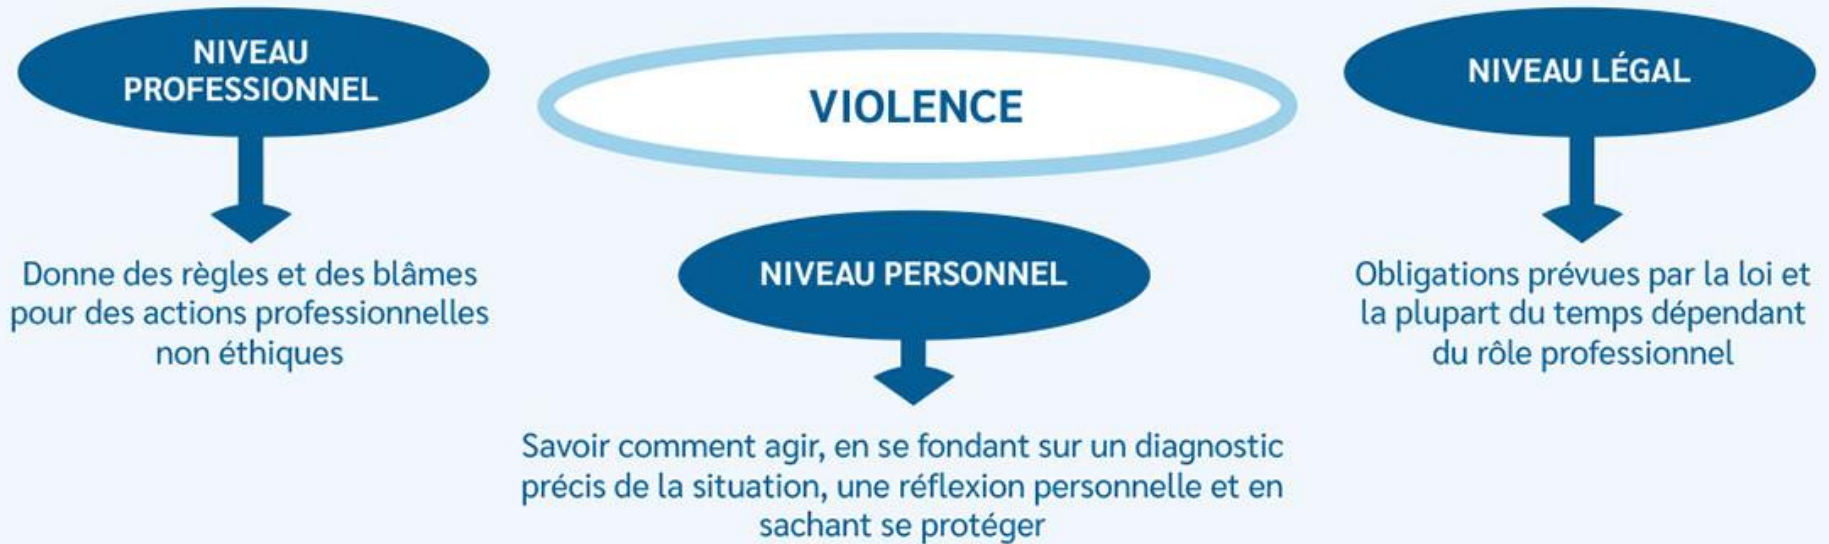 NIVEAU
PROFESSIONNEL
Donne des règles et des blâmes
pour des actions professionnelles
non éthiques
VIOLENCE
NIVEAU PERSONNEL
Savoir comment agir, en se fondant sur un diagnostic
précis de la situation, une réflexion personnelle et en
sachant se protéger
NIVEAU LÉGAL
Obligations prévues par la loi et
la plupart du temps dépendant
du rôle professionnel